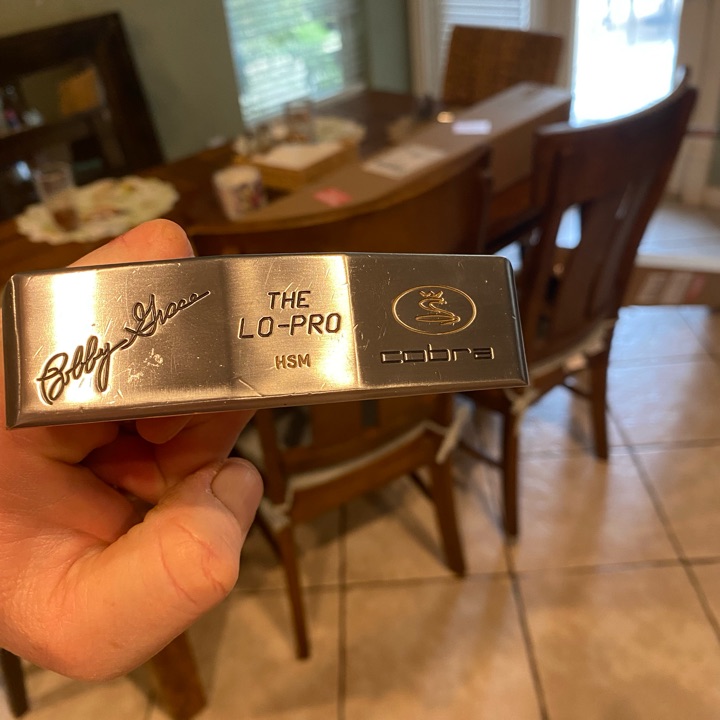 Bobby Grace
THE
LO-PRO
HSM
cobra